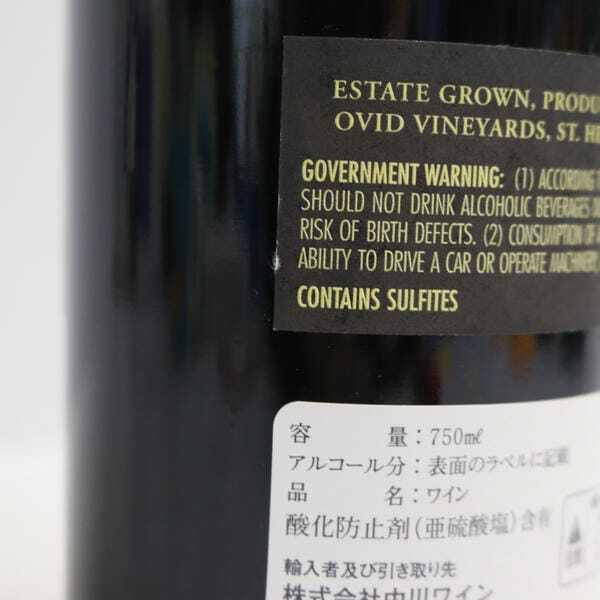 ESTATE GROWN, PRODU
OVID VINEYARDS, ST. HE
GOVERNMENT WARNING: (1) ACCORDING T
SHOULD NOT DRINK ALCOHOLIC BEVERAGES
RISK OF BIRTH DEFECTS. (2) CONSUMPTION OF
ABILITY TO DRIVE A CAR OR OPERATE MACHINERY,
CONTAINS SULFITES
容 量:750㎖
アルコール分:表面のラベルに記載
品 名:ワイン
酸化防止剤(亜硫酸塩)含有
輸入者及び引き取り先
株式会社中川ワイン